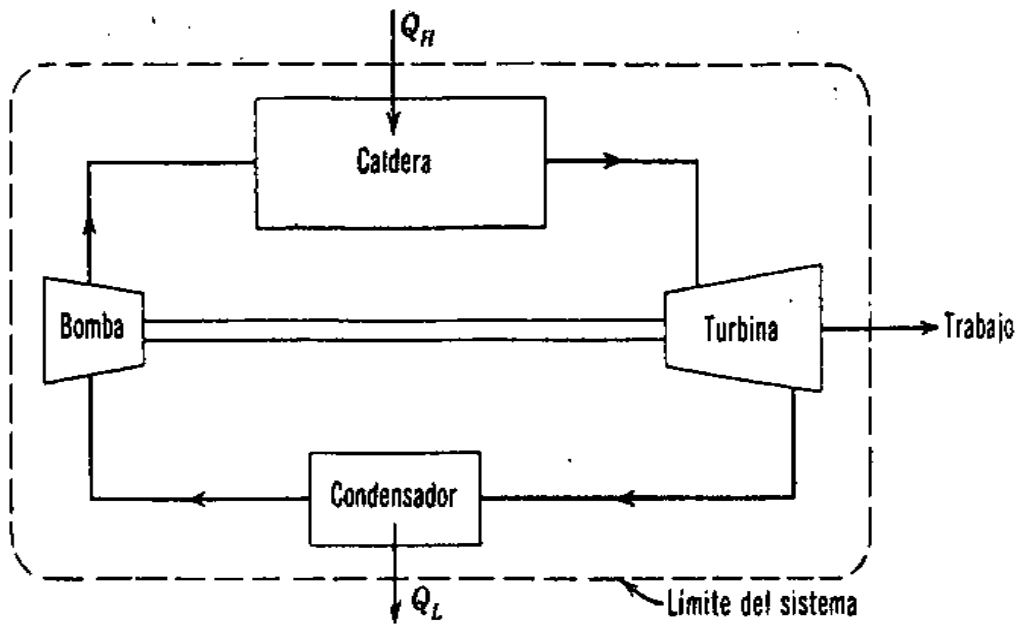 Q_H
Caldera
Bomba
Turbina
Trabajo
Condensador
Q_L
Límite del sistema